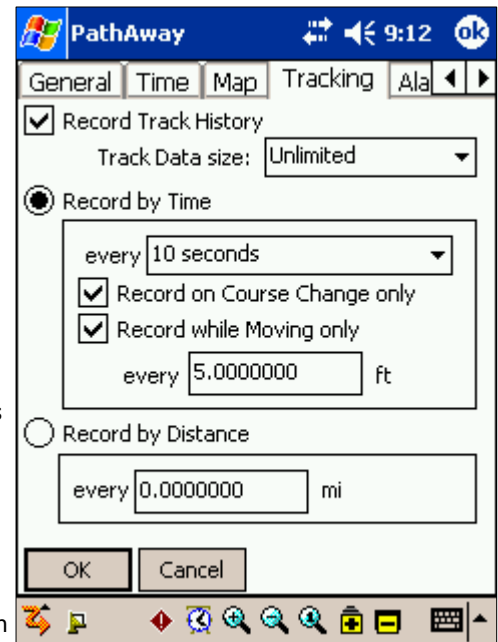 PathAway 9:12 ok
General Time Map Tracking Ala
Record Track History
Track Data size: Unlimited
Record by Time
every 10 seconds
Record on Course Change only
Record while Moving only
every 5.0000000 ft
s
Record by Distance
every 0.0000000 mi
OK Cancel
n